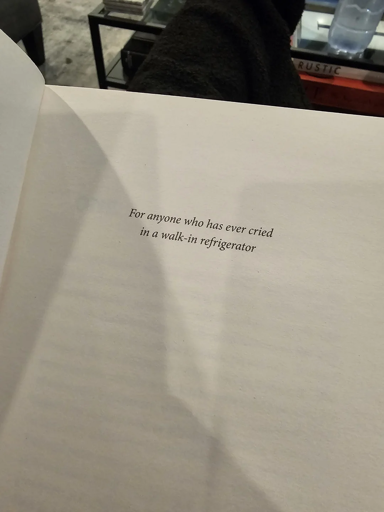 RUSTIC
For anyone who has ever cried
in a walk-in refrigerator